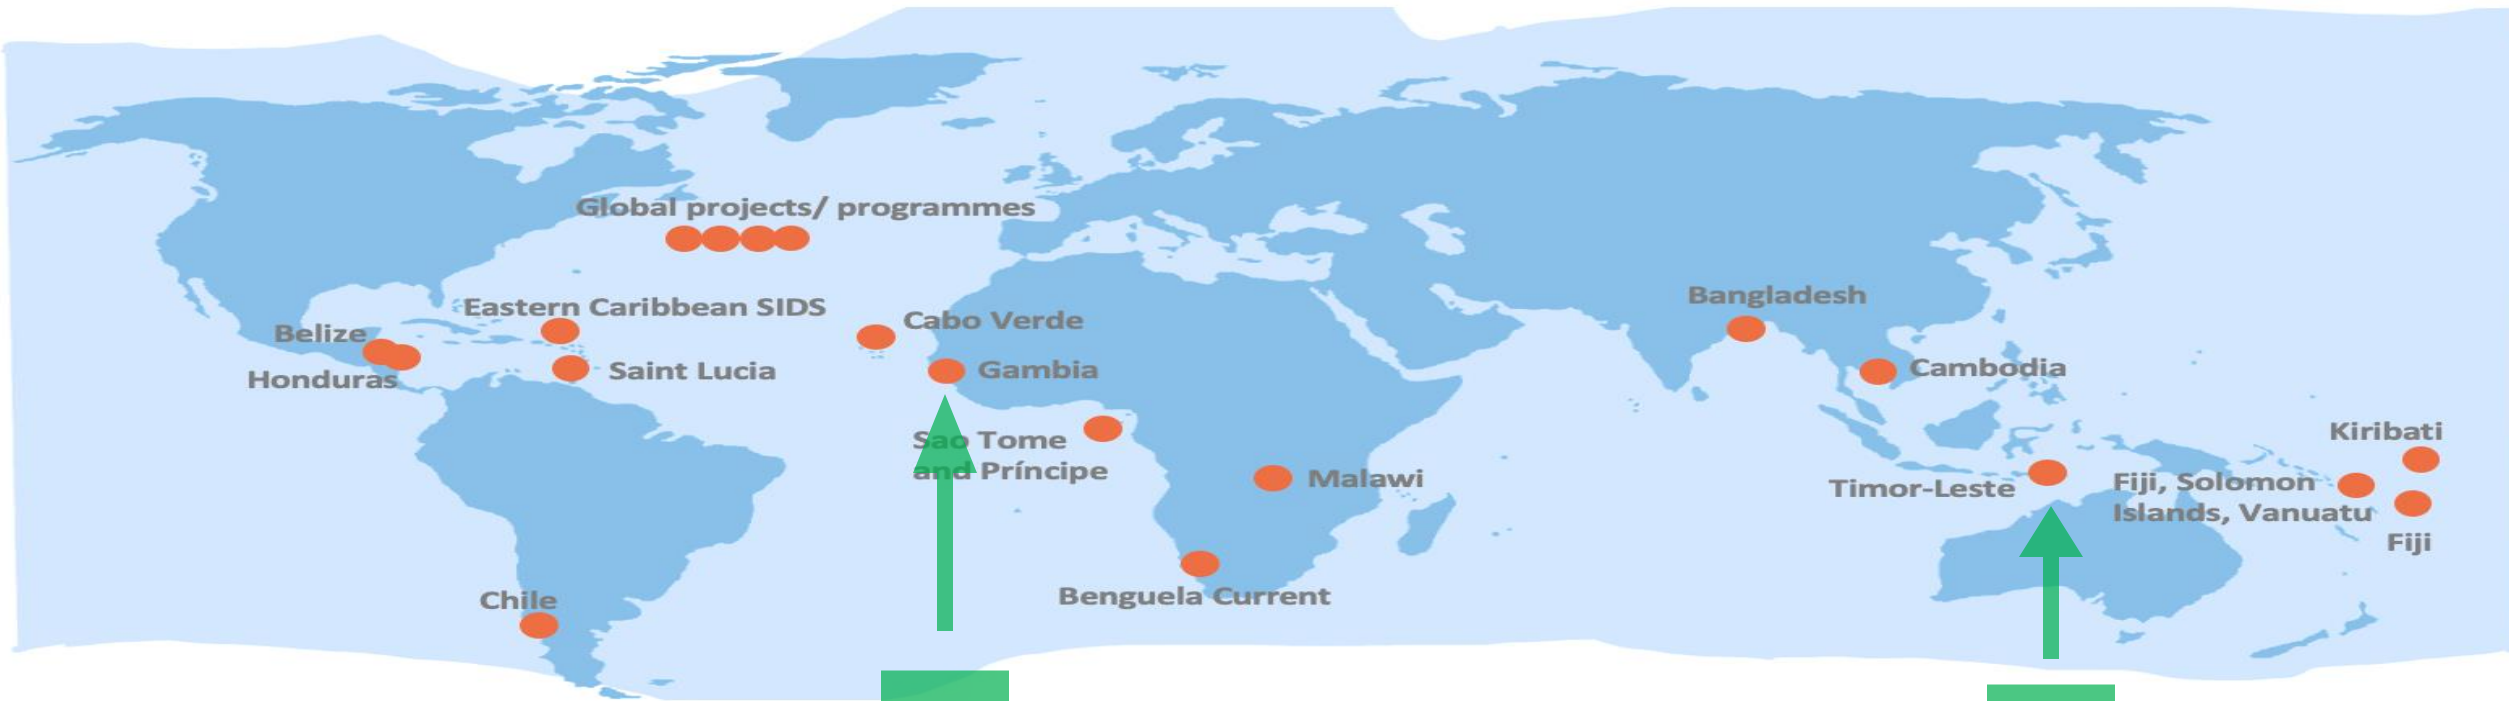 Global projects/ programmes
Eastern Caribbean SIDS
Belize
Honduras
Saint Lucia
Cabo Verde
Gambia
Sao Tome
and Príncipe
Malawi
Benguela Current
Chile
Bangladesh
Cambodia
Timor-Leste
Fiji, Solomon
Islands, Vanuatu
Kiribati
Fiji